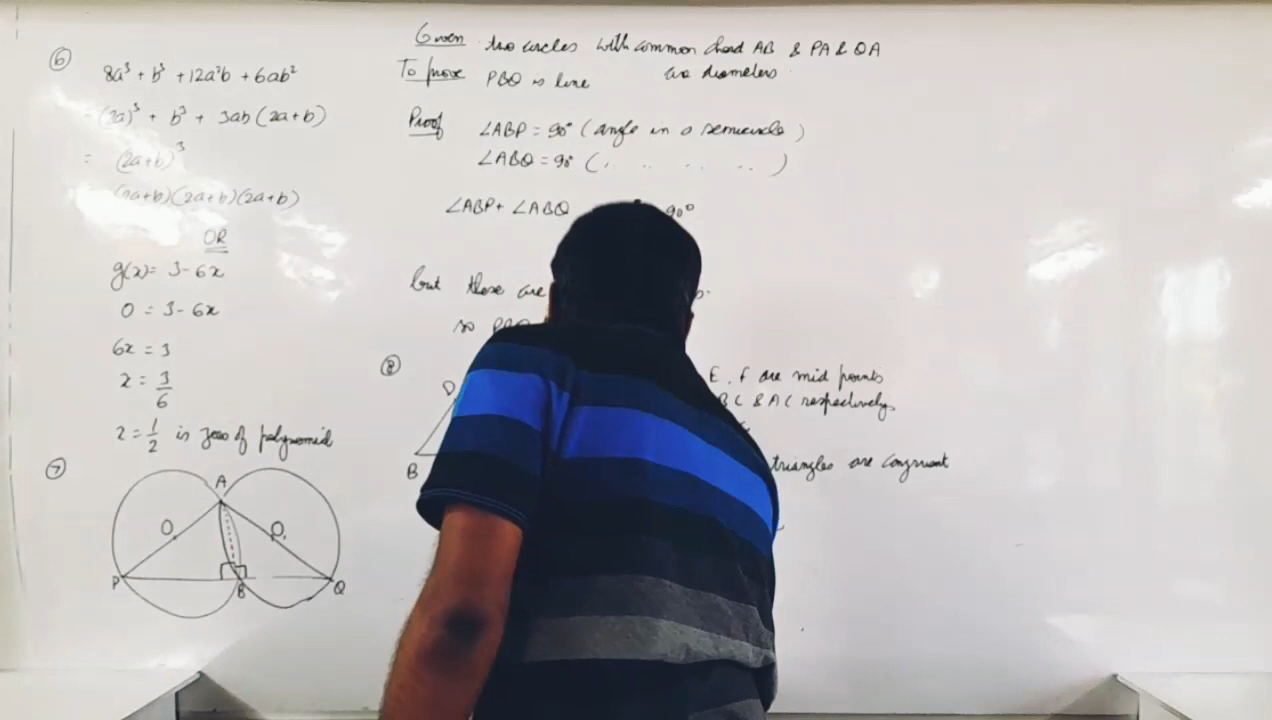 ⑥
8a³ + b³ + 12a²b + 6ab²
(2a)³ + b³ + 3ab(2a+b)
= (2a+b)³
(2a+b)(2a+b)(2a+b)
OR
g(x) = 3-6x
0 = 3-6x
6x = 3
x = 3/6
x = 1/2 is zero of polynomial
⑦
A
O O,
P B Q
Given two circles with common chord AB & PA & QA
are diameters
To prove PBQ is line
Proof ∠ABP = 90° (angle in a semicircle)
∠ABQ = 90° (.. .. .. ..)
∠ABP + ∠ABQ 90°
but these are
so
⑧
D
B
E, F are mid points
BC & AC respectively
triangles are congruent